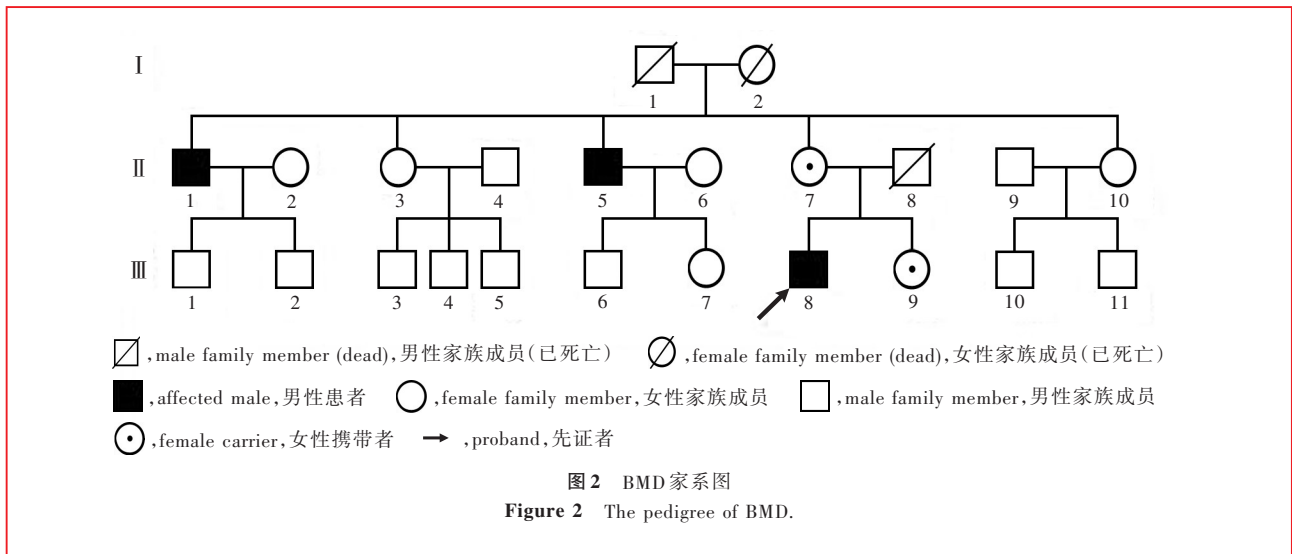 Ⅰ
1 2
Ⅱ
1 2 3 4 5 6 7 8 9 10
Ⅲ
1 2 3 4 5 6 7 8 9 10 11
,male family member (dead),男性家族成员(已死亡) ,female family member (dead),女性家族成员(已死亡)
,affected male,男性患者 ,female family member,女性家族成员 ,male family member,男性家族成员
,female carrier,女性携带者 → ,proband,先证者
图2 BMD家系图
Figure 2 The pedigree of BMD.